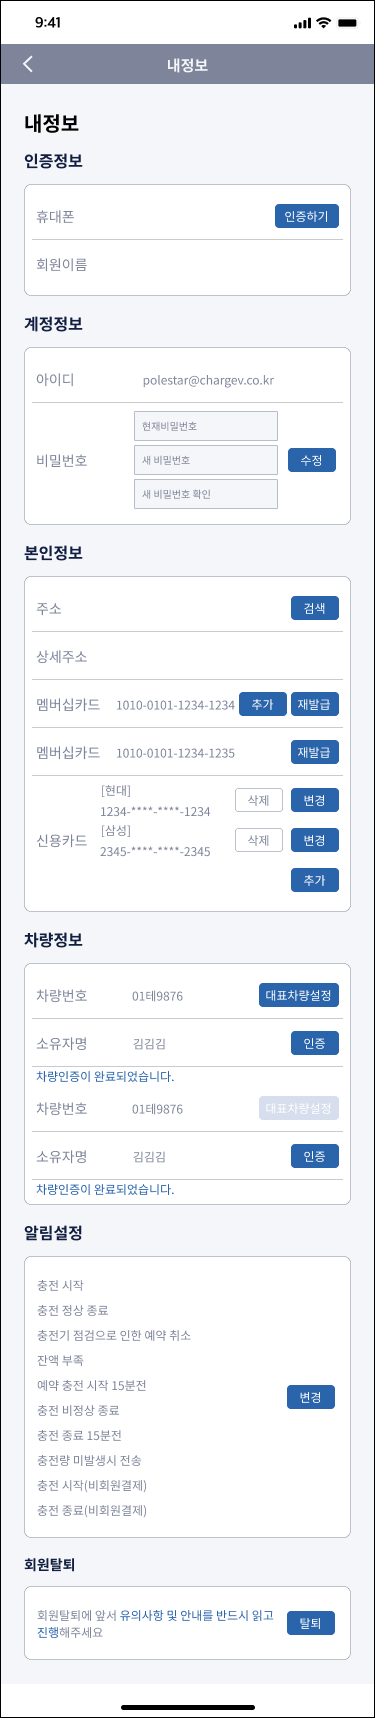 9:41
내정보
내정보
인증정보
휴대폰 인증하기
회원이름
계정정보
아이디 polestar@chargev.co.kr
현재비밀번호
비밀번호 새 비밀번호 수정
새 비밀번호 확인
본인정보
주소 검색
상세주소
멤버십카드 1010-0101-1234-1234 추가 재발급
멤버십카드 1010-0101-1234-1235 재발급
[현대]
1234-****-****-1234 삭제 변경
신용카드
[삼성]
2345-****-****-2345 삭제 변경
추가
차량정보
차량번호 01테9876 대표차량설정
소유자명 김김김 인증
차량인증이 완료되었습니다.
차량번호 01테9876 대표차량설정
소유자명 김김김 인증
차량인증이 완료되었습니다.
알림설정
충전 시작
충전 정상 종료
충전기 점검으로 인한 예약 취소
잔액 부족
예약 충전 시작 15분전
변경
충전 비정상 종료
충전 종료 15분전
충전량 미발생시 전송
충전 시작(비회원결제)
충전 종료(비회원결제)
회원탈퇴
회원탈퇴에 앞서 유의사항 및 안내를 반드시 읽고
진행해주세요
탈퇴